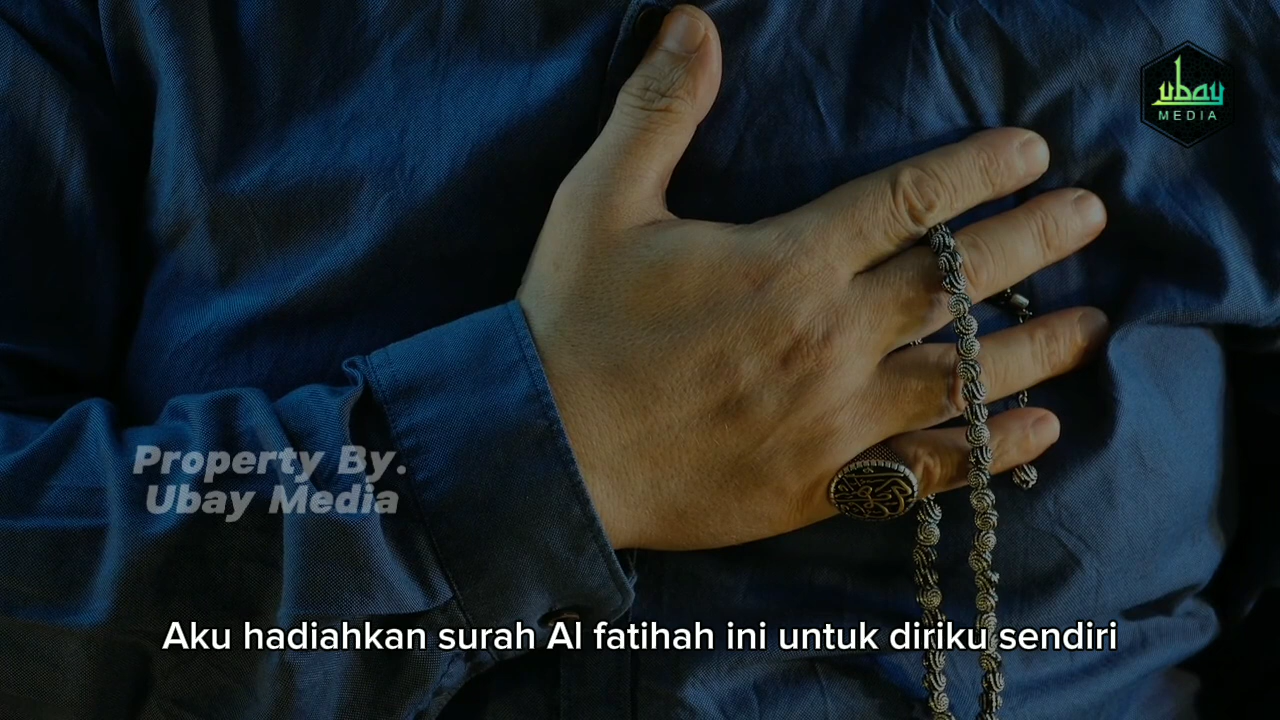 ubay
MEDIA
Property By.
Ubay Media
Aku hadiahkan surah Al fatihah ini untuk diriku sendiri